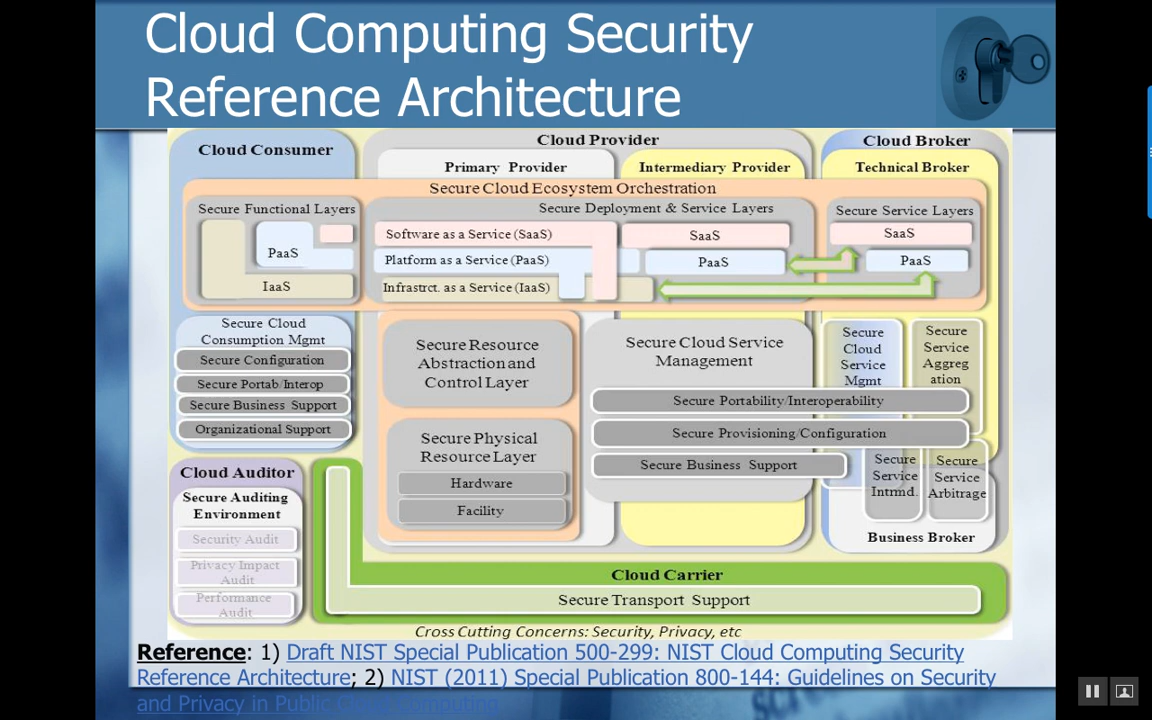 Cloud Computing Security
Reference Architecture
Cloud Consumer
Cloud Provider
Cloud Broker
Primary Provider
Intermediary Provider
Technical Broker
Secure Cloud Ecosystem Orchestration
Secure Functional Layers
Secure Deployment & Service Layers
Secure Service Layers
PaaS
IaaS
Software as a Service (SaaS)
Platform as a Service (PaaS)
Infrastrct. as a Service (IaaS)
SaaS
PaaS
SaaS
PaaS
Secure Cloud
Consumption Mgmt
Secure Configuration
Secure Portab/Interop
Secure Business Support
Organizational Support
Secure Resource
Abstraction and
Control Layer
Secure Physical
Resource Layer
Hardware
Facility
Secure Cloud Service
Management
Secure Portability/Interoperability
Secure Provisioning/Configuration
Secure Business Support
Secure
Cloud
Service
Mgmt
Secure
Service
Aggreg
ation
Secure
Service
Intrmd.
Secure
Service
Arbitrage
Business Broker
Cloud Auditor
Secure Auditing
Environment
Security Audit
Privacy Impact
Audit
Performance
Audit
Cloud Carrier
Secure Transport Support
Cross Cutting Concerns: Security, Privacy, etc
Reference: 1) Draft NIST Special Publication 500-299: NIST Cloud Computing Security
Reference Architecture; 2) NIST (2011) Special Publication 800-144: Guidelines on Security
and Privacy in Public Cloud Computing